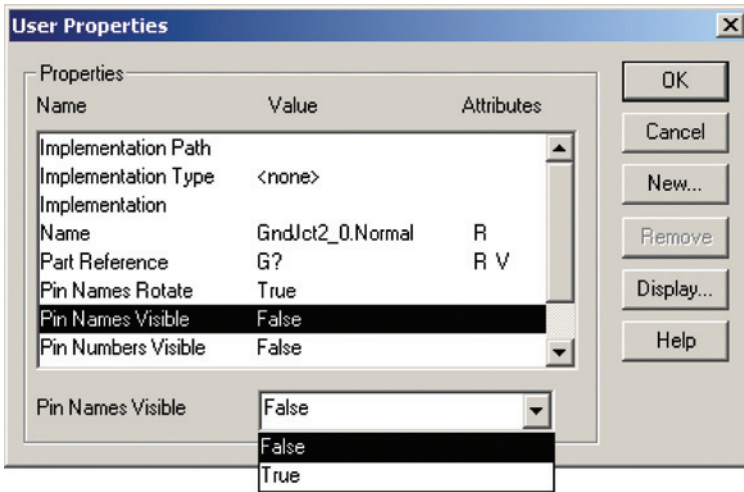 User Properties
Properties
Name Value Attributes
Implementation Path
Implementation Type <none>
Implementation
Name GndJct2_0.Normal R
Part Reference G? R V
Pin Names Rotate True
Pin Names Visible False
Pin Numbers Visible False
Pin Names Visible False
False
True
OK
Cancel
New...
Remove
Display...
Help